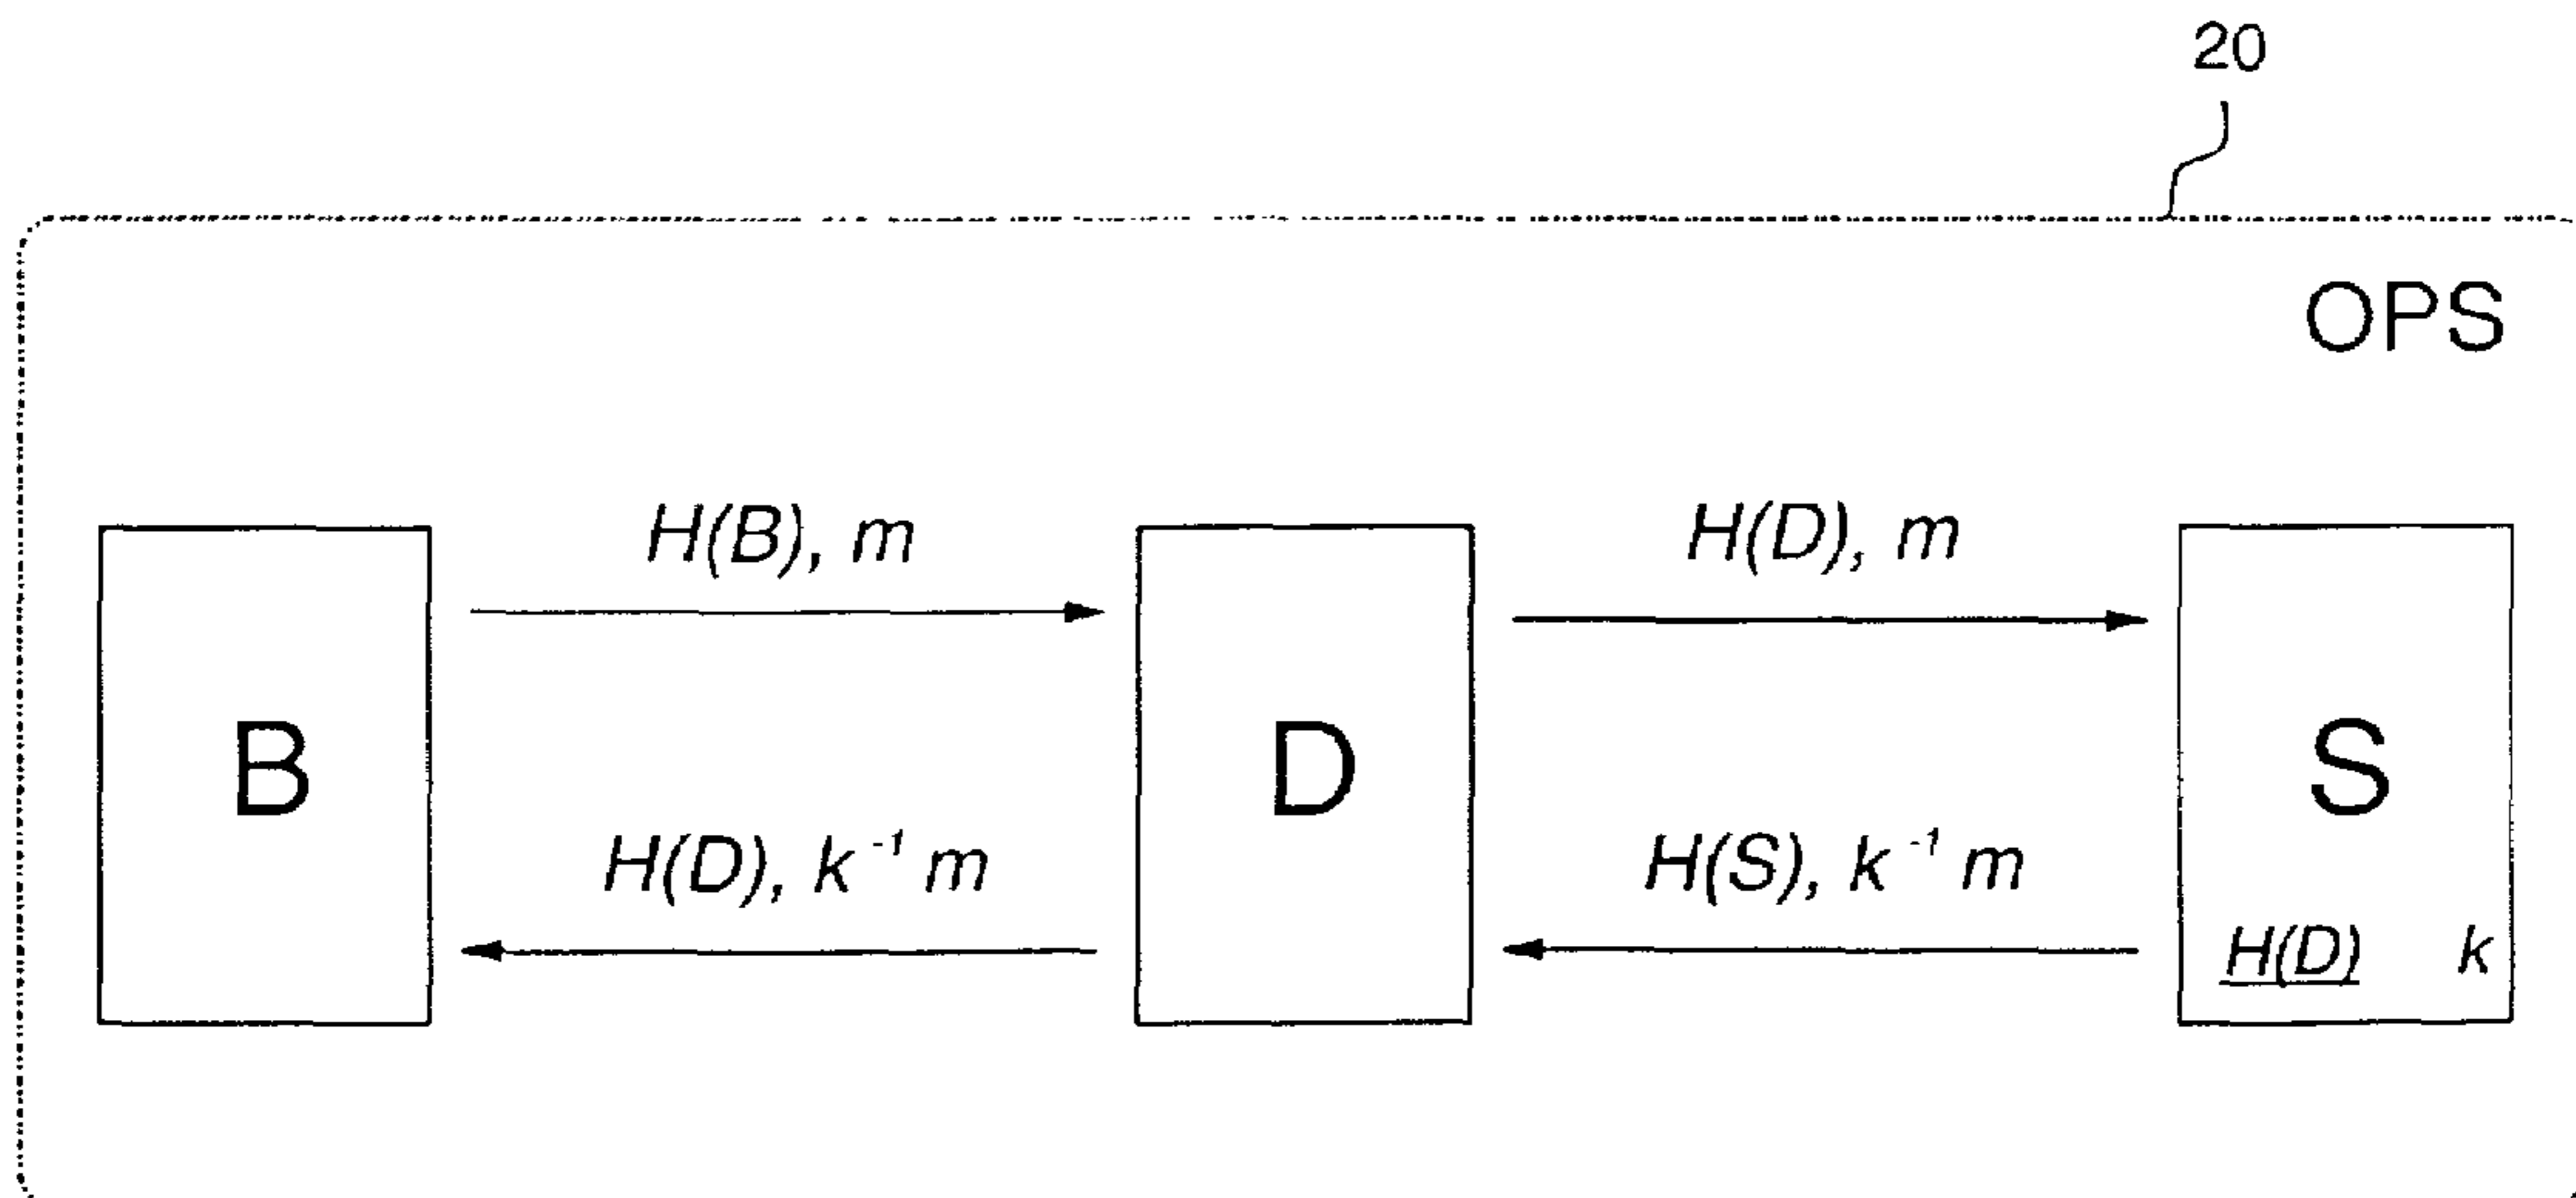 20
OPS
H(B), m
H(D), m
B
D
S
H(D), k⁻¹ m
H(S), k⁻¹ m
H(D) k